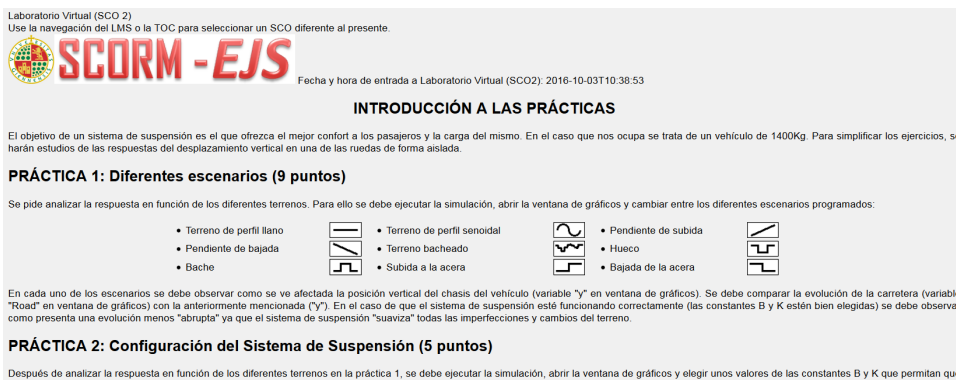 Laboratorio Virtual (SCO 2)
Use la navegación del LMS o la TOC para seleccionar un SCO diferente al presente.
SCORM - EJS Fecha y hora de entrada a Laboratorio Virtual (SCO2): 2016-10-03T10:38:53
INTRODUCCIÓN A LAS PRÁCTICAS
El objetivo de un sistema de suspensión es el que ofrezca el mejor confort a los pasajeros y la carga del mismo. En el caso que nos ocupa se trata de un vehículo de 1400Kg. Para simplificar los ejercicios, s
harán estudios de las respuestas del desplazamiento vertical en una de las ruedas de forma aislada.
PRÁCTICA 1: Diferentes escenarios (9 puntos)
Se pide analizar la respuesta en función de los diferentes terrenos. Para ello se debe ejecutar la simulación, abrir la ventana de gráficos y cambiar entre los diferentes escenarios programados:
• Terreno de perfil llano • Terreno de perfil senoidal • Pendiente de subida
• Pendiente de bajada • Terreno bacheado • Hueco
• Bache • Subida a la acera • Bajada de la acera
En cada uno de los escenarios se debe observar como se ve afectada la posición vertical del chasis del vehículo (variable "y" en ventana de gráficos). Se debe comparar la evolución de la carretera (variabl
"Road" en ventana de gráficos) con la anteriormente mencionada ("y"). En el caso de que el sistema de suspensión esté funcionando correctamente (las constantes B y K estén bien elegidas) se debe observa
como presenta una evolución menos "abrupta" ya que el sistema de suspensión "suaviza" todas las imperfecciones y cambios del terreno.
PRÁCTICA 2: Configuración del Sistema de Suspensión (5 puntos)
Después de analizar la respuesta en función de los diferentes terrenos en la práctica 1, se debe ejecutar la simulación, abrir la ventana de gráficos y elegir unos valores de las constantes B y K que permitan que